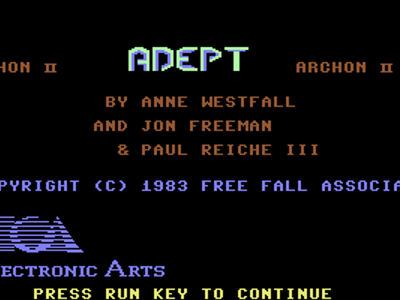 HON II ADEPT ARCHON II
BY ANNE WESTFALL
AND JON FREEMAN
& PAUL REICHE III
PYRIGHT (C) 1983 FREE FALL ASSOCIA
ECTRONIC ARTS
PRESS RUN KEY TO CONTINUE